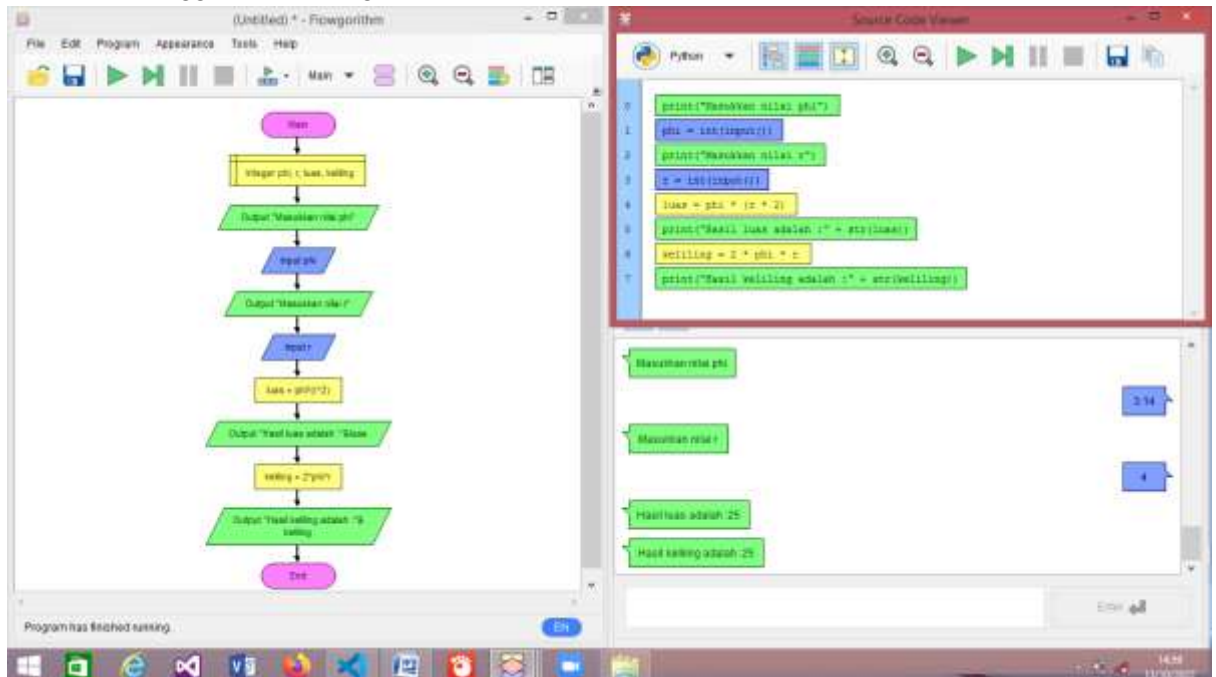 (Untitled) * - Flowgorithm
File Edit Program Appearance Tools Help
Main
Main
Integer phi, r, luas, keliling
Output "Masukkan nilai phi"
Input phi
Output "Masukkan nilai r"
Input r
luas = phi*(r*2)
Output "Hasil luas adalah :"&luas
keliling = 2*phi*r
Output "Hasil keliling adalah :"&
keliling
End
Program has finished running.
EN
Source Code Viewer
Python
0 print("Masukkan nilai phi")
1 phi = int(input())
2 print("Masukkan nilai r")
3 r = int(input())
4 luas = phi * (r * 2)
5 print("Hasil luas adalah :" + str(luas))
6 keliling = 2 * phi * r
7 print("Hasil keliling adalah :" + str(keliling))
Masukkan nilai phi
3.14
Masukkan nilai r
4
Hasil luas adalah :25
Hasil keliling adalah :25
Enter